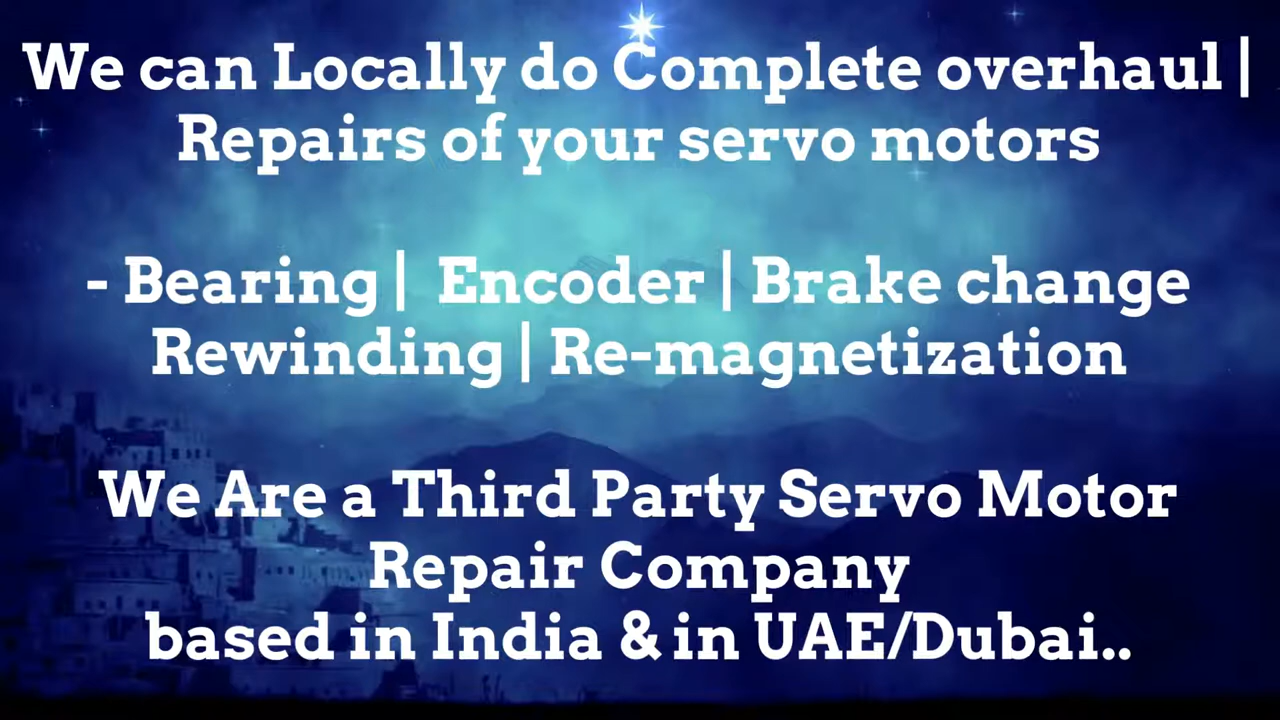 We can Locally do Complete overhaul |
Repairs of your servo motors
- Bearing | Encoder | Brake change
Rewinding | Re-magnetization
We Are a Third Party Servo Motor
Repair Company
based in India & in UAE/Dubai..